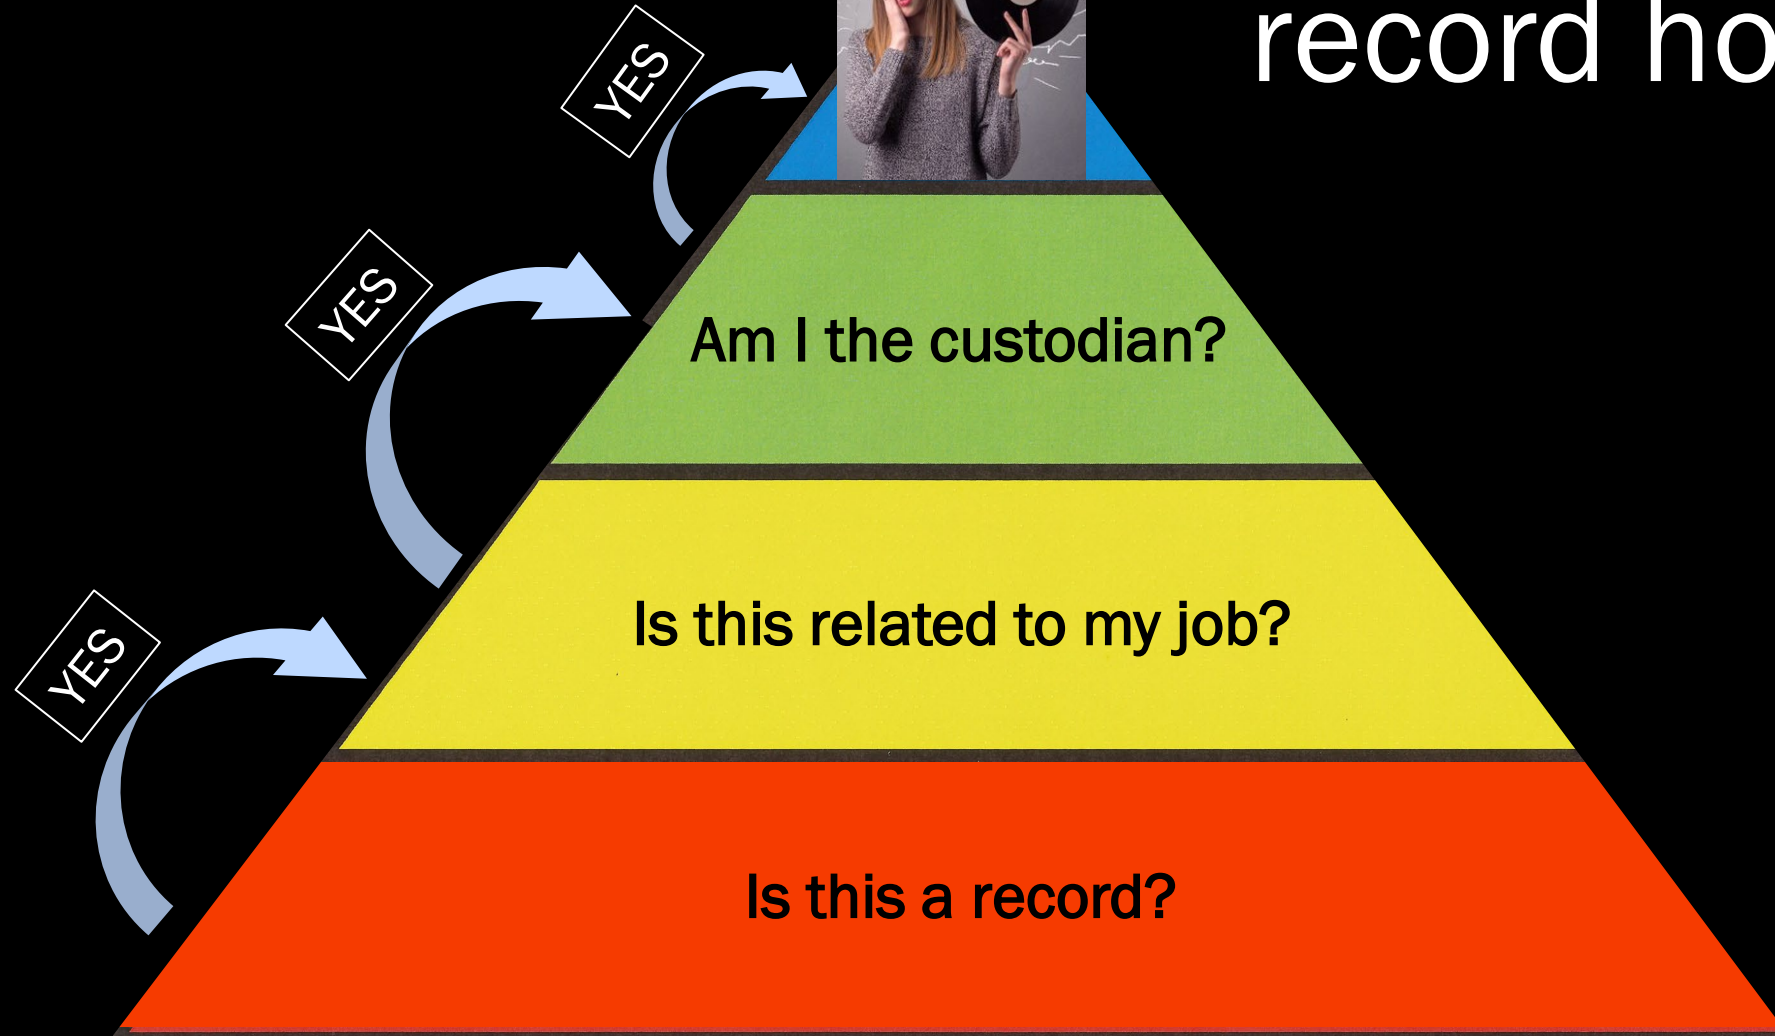 record ho
YES
YES
Am I the custodian?
Is this related to my job?
YES
Is this a record?